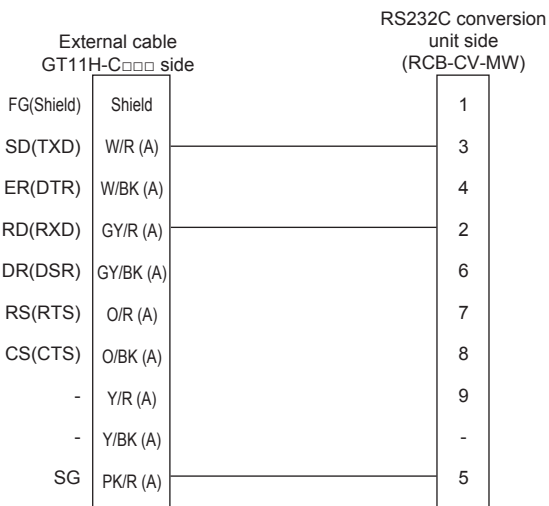 RS232C conversion
unit side
(RCB-CV-MW)
External cable
GT11H-C□□□ side
FG(Shield) Shield 1
SD(TXD) W/R (A) 3
ER(DTR) W/BK (A) 4
RD(RXD) GY/R (A) 2
DR(DSR) GY/BK (A) 6
RS(RTS) O/R (A) 7
CS(CTS) O/BK (A) 8
- Y/R (A) 9
- Y/BK (A) -
SG PK/R (A) 5